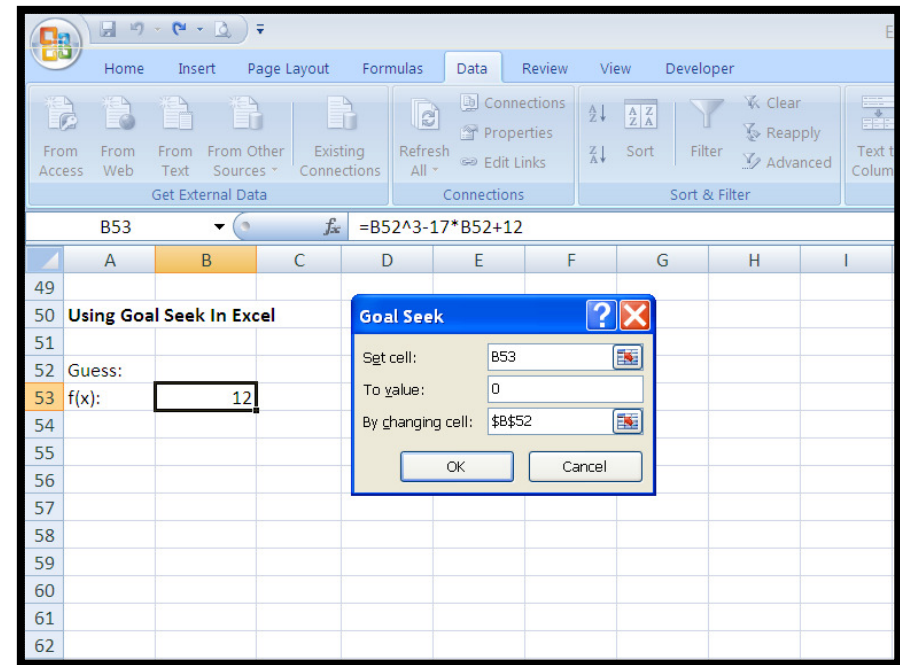 E
Home Insert Page Layout Formulas Data Review View Developer
From Access
From Web
From Text
From Other Sources
Existing Connections
Get External Data
Refresh All
Connections
Properties
Edit Links
Connections
A Z
Z A
A Z Z A
Sort
Filter
Clear
Reapply
Advanced
Sort & Filter
Text t
Colum
B53 fx =B52^3-17*B52+12
A B C D E F G H I
49
50 Using Goal Seek In Excel
51
52 Guess:
53 f(x): 12
54
55
56
57
58
59
60
61
62
Goal Seek ?
Set cell: B53
To value: 0
By changing cell: $B$52
OK Cancel